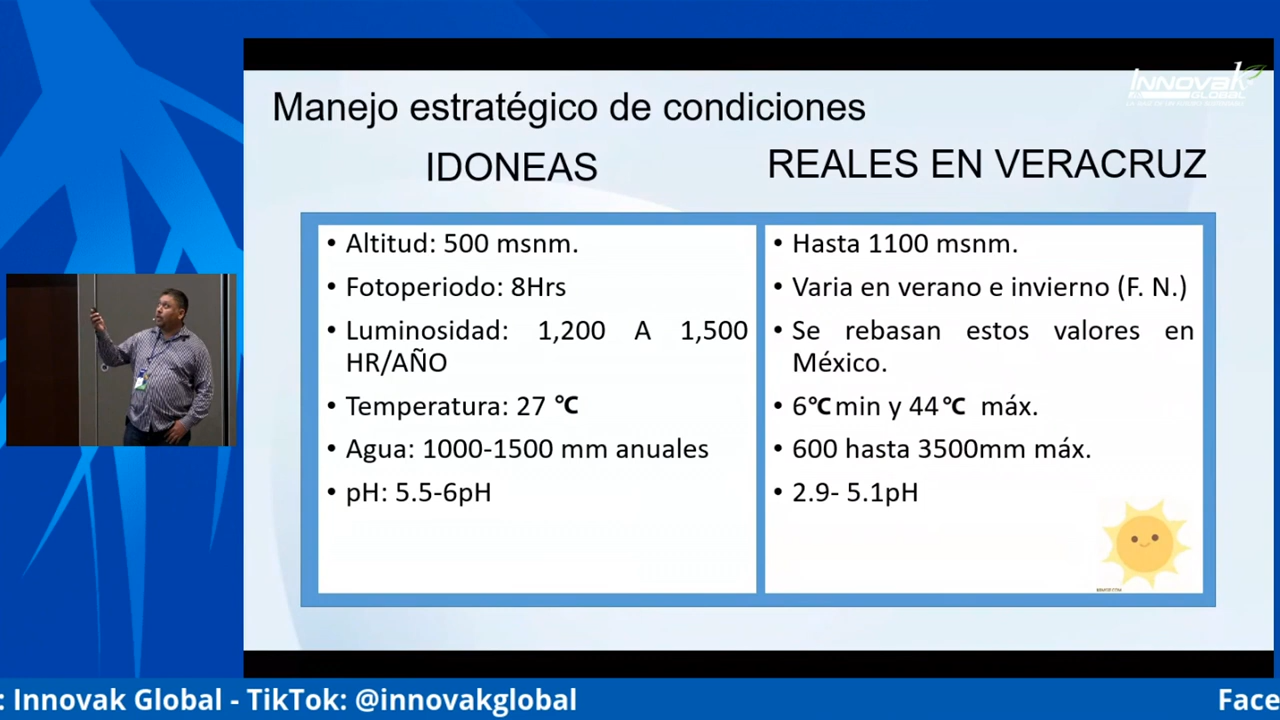 INNOVAK
GLOBAL
Manejo estratégico de condiciones
IDONEAS
REALES EN VERACRUZ
• Altitud: 500 msnm.
• Fotoperiodo: 8Hrs
• Luminosidad: 1,200 A 1,500
HR/AÑO
• Temperatura: 27 ℃
• Agua: 1000-1500 mm anuales
• pH: 5.5-6pH
• Hasta 1100 msnm.
• Varia en verano e invierno (F. N.)
• Se rebasan estos valores en
México.
• 6℃min y 44℃ máx.
• 600 hasta 3500mm máx.
• 2.9- 5.1pH
: Innovak Global - TikTok: @innovakglobal
Face